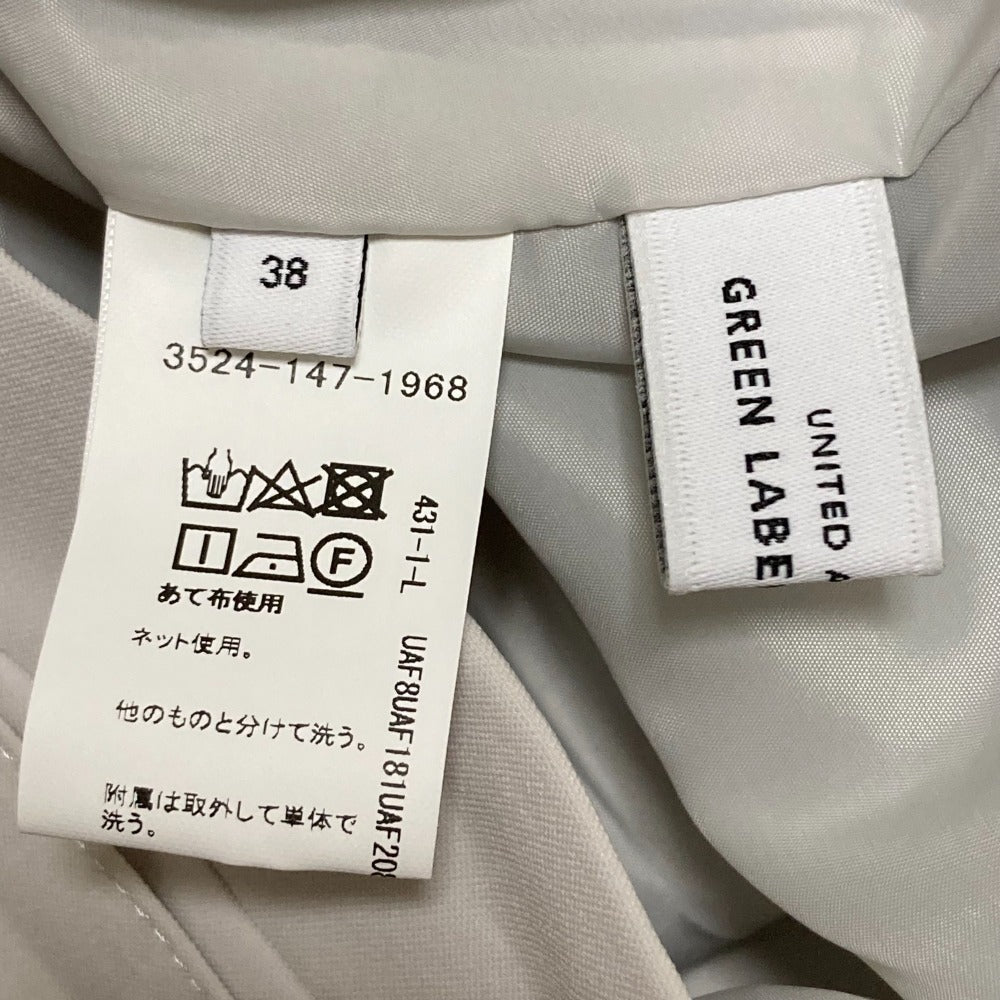 38
3524-147-1968
F
あて布使用
ネット使用。
他のものと分けて洗う。
附属は取外して単体で
洗う。
431-1-L UAF8UAF181UAF208
UNITED A
GREEN LABE